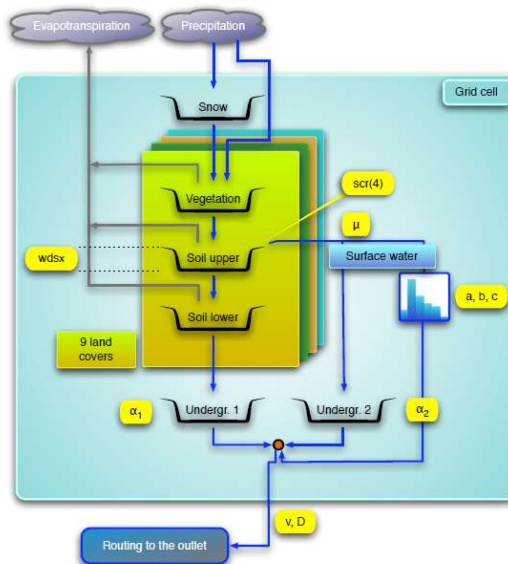 Evapotranspiration
Precipitation
Grid cell
Snow
scr(4)
Vegetation
μ
wdsx
Soil upper
Surface water
a, b, c
Soil lower
9 land
covers
α1
Undergr. 1
Undergr. 2
α2
v, D
Routing to the outlet